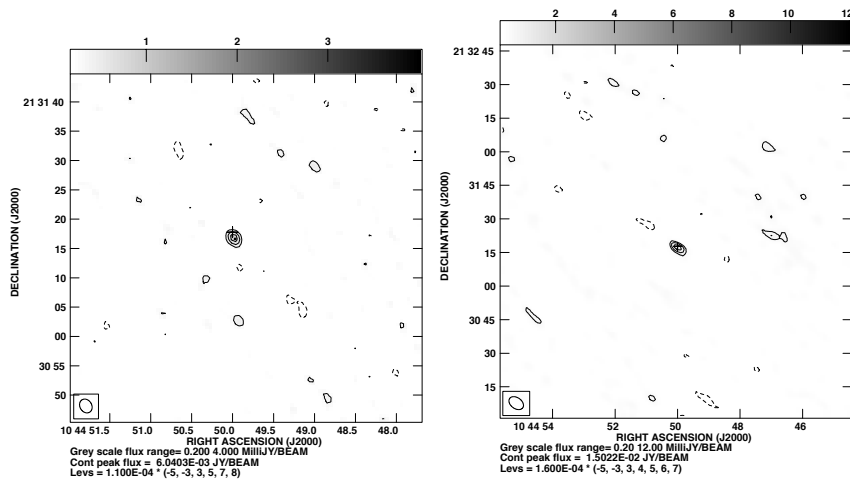 1 2 3
21 31 40
35
30
25
20
15
10
05
00
30 55
50
DECLINATION (J2000)
10 44 51.5 51.0 50.5 50.0 49.5 49.0 48.5 48.0
RIGHT ASCENSION (J2000)
Grey scale flux range= 0.200 4.000 MilliJY/BEAM
Cont peak flux = 6.0403E-03 JY/BEAM
Levs = 1.100E-04 * (-5, -3, 3, 5, 7, 8)
2 4 6 8 10 12
21 32 45
30
15
00
31 45
30
15
00
30 45
30
15
DECLINATION (J2000)
10 44 54 52 50 48 46
RIGHT ASCENSION (J2000)
Grey scale flux range= 0.20 12.00 MilliJY/BEAM
Cont peak flux = 1.5022E-02 JY/BEAM
Levs = 1.600E-04 * (-5, -3, 3, 4, 5, 6, 7)